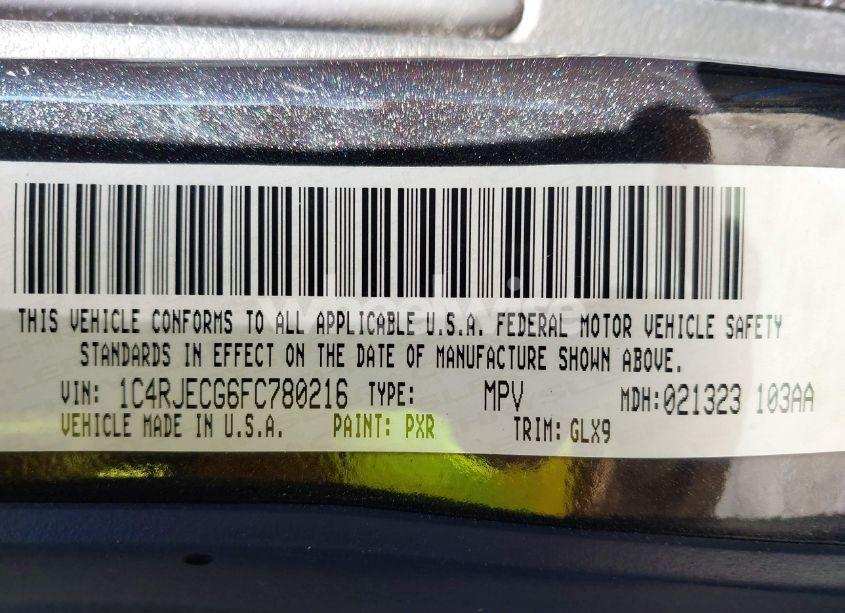 THIS VEHICLE CONFORMS TO ALL APPLICABLE U.S.A. FEDERAL MOTOR VEHICLE SAFETY
STANDARDS IN EFFECT ON THE DATE OF MANUFACTURE SHOWN ABOVE.
VIN: 1C4RJECG6FC780216 TYPE: MPV MDH:021323 103AA
VEHICLE MADE IN U.S.A. PAINT: PXR TRIM: GLX9